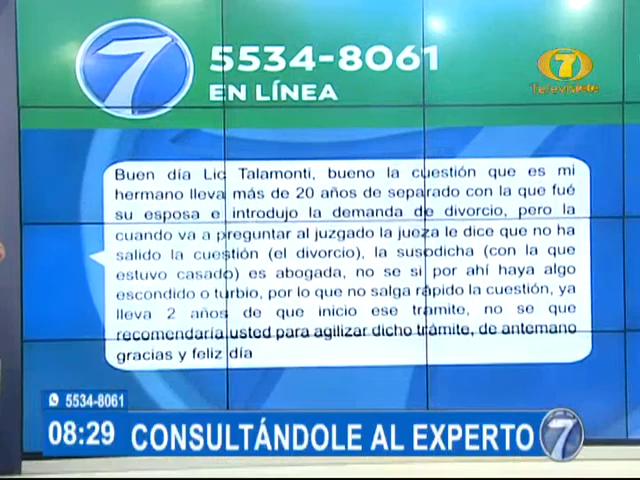 7
5534-8061
EN LÍNEA
7
Televisiete
Buen día Lic Talamonti, bueno la cuestión que es mi
hermano lleva más de 20 años de separado con la que fué
su esposa e introdujo la demanda de divorcio, pero la
cuando va a preguntar al juzgado la jueza le dice que no ha
salido la cuestión (el divorcio), la susodicha (con la que
estuvo casado) es abogada, no se si por ahí haya algo
escondido o turbio, por lo que no salga rápido la cuestión, ya
lleva 2 años de que inicio ese trámite, no se que
recomendaría usted para agilizar dicho trámite, de antemano
gracias y feliz día
5534-8061
08:29 CONSULTÁNDOLE AL EXPERTO 7